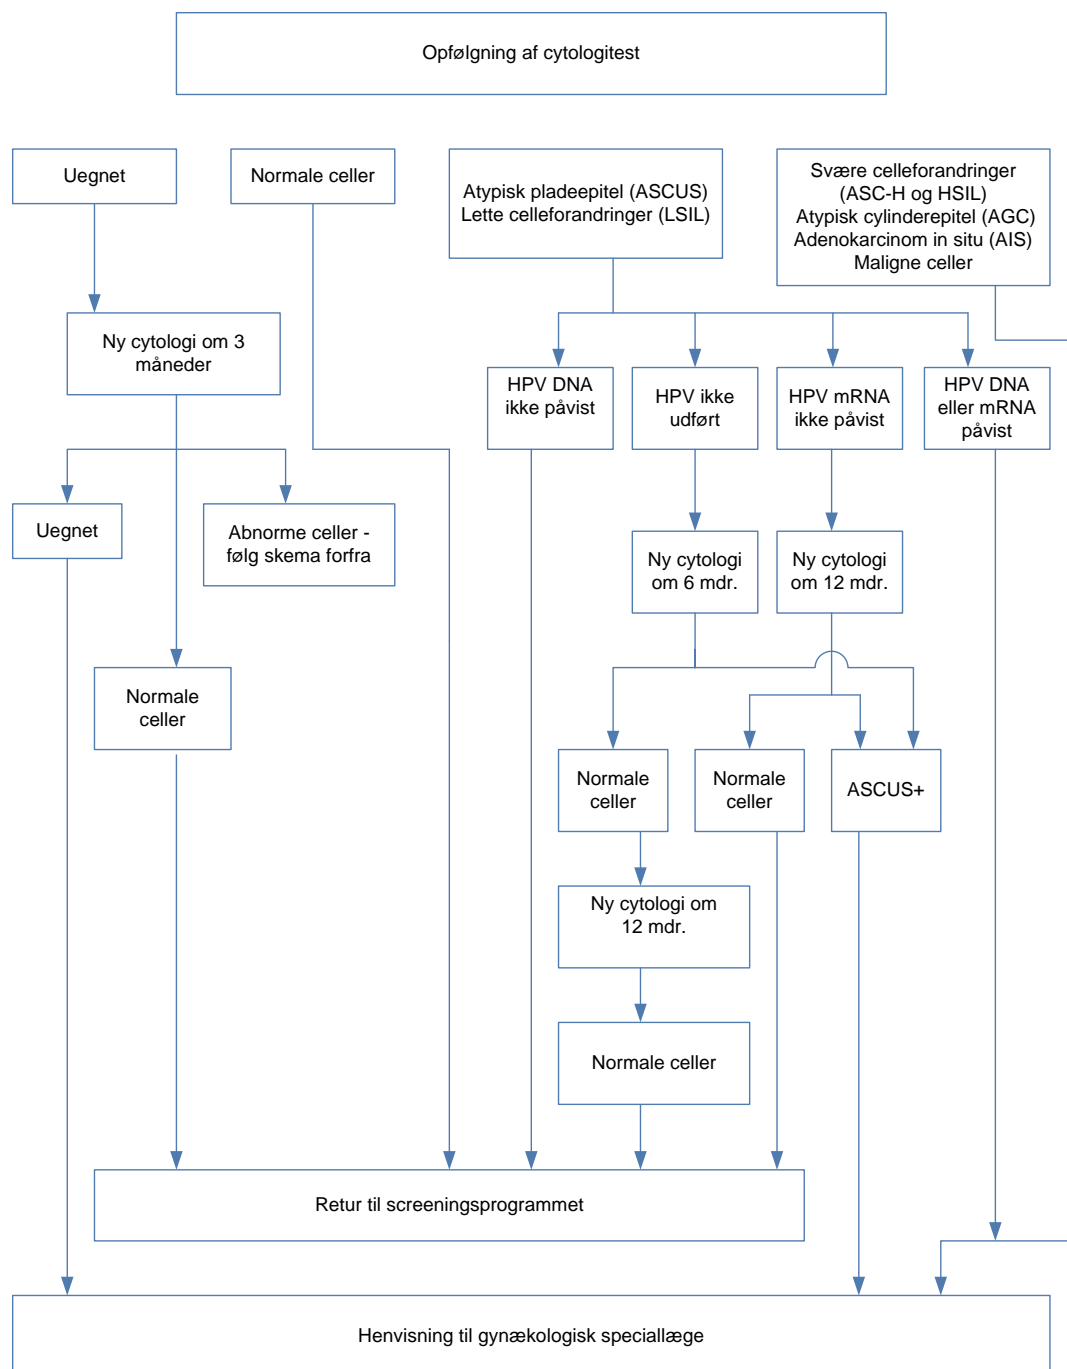 Opfølgning af cytologitest
Uegnet
Normale celler
Atypisk pladeepitel (ASCUS)
Lette celleforandringer (LSIL)
Svære celleforandringer
(ASC-H og HSIL)
Atypisk cylinderepitel (AGC)
Adenokarcinom in situ (AIS)
Maligne celler
Ny cytologi om 3
måneder
HPV DNA
ikke påvist
HPV ikke
udført
HPV mRNA
ikke påvist
HPV DNA
eller mRNA
påvist
Uegnet
Abnorme celler -
følg skema forfra
Ny cytologi
om 6 mdr.
Ny cytologi
om 12 mdr.
Normale
celler
Normale
celler
Normale
celler
ASCUS+
Ny cytologi om
12 mdr.
Normale celler
Retur til screeningsprogrammet
Henvisning til gynækologisk speciallæge